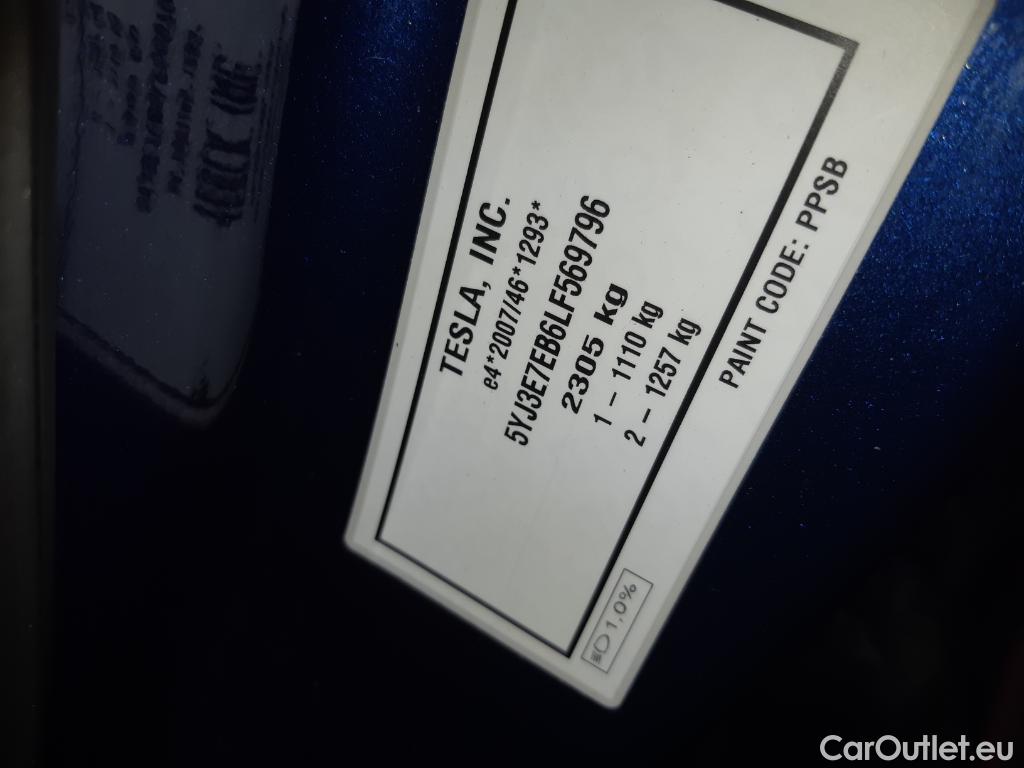 TESLA, INC.
e4*2007/46*1293*
5YJ3E7EB6LF569796
2305 kg
1 – 1110 kg
2 – 1257 kg
PAINT CODE: PPSB
1,0%
CarOutlet.eu